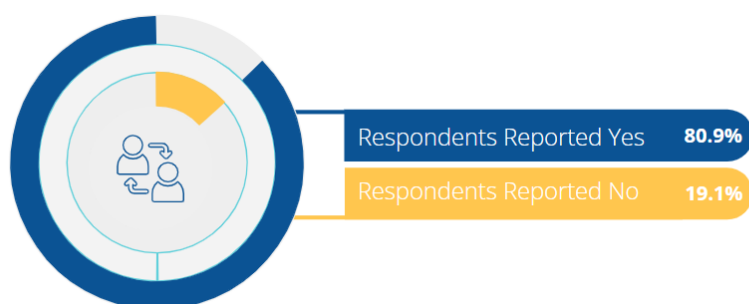 Respondents Reported Yes 80.9%
Respondents Reported No 19.1%